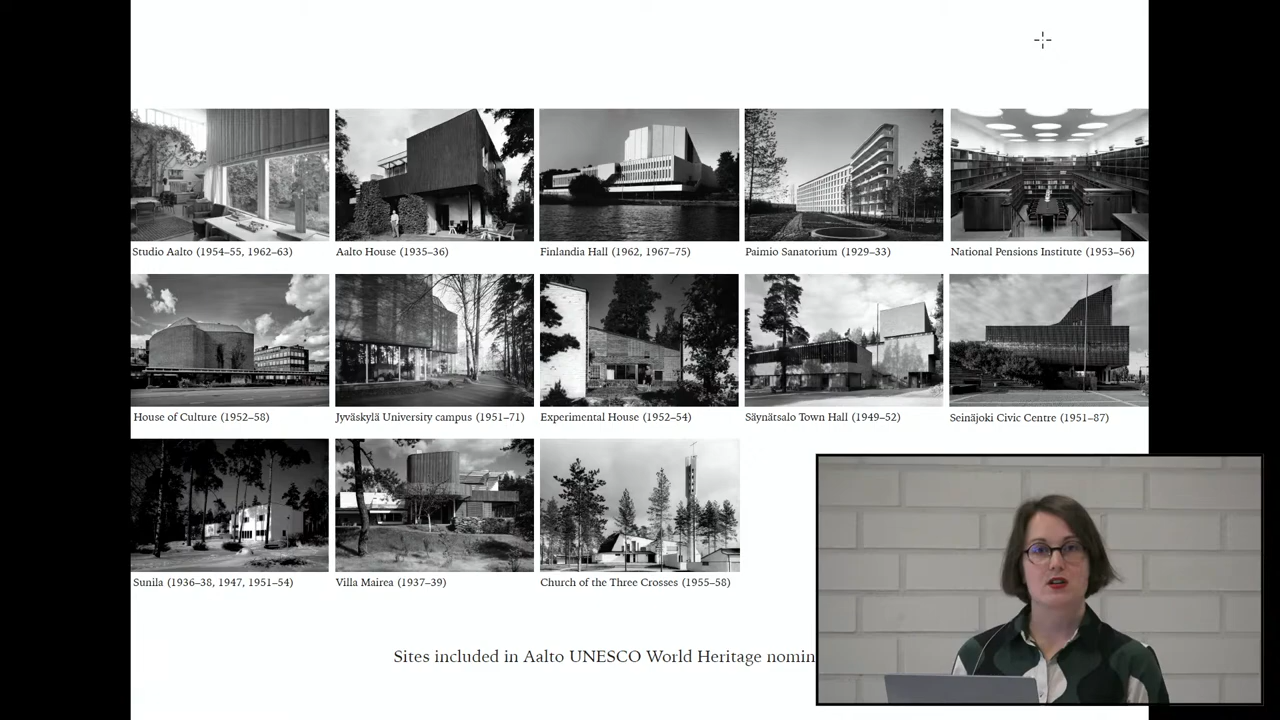 Studio Aalto (1954–55, 1962–63)
Aalto House (1935–36)
Finlandia Hall (1962, 1967–75)
Paimio Sanatorium (1929–33)
National Pensions Institute (1953–56)
House of Culture (1952–58)
Jyväskylä University campus (1951–71)
Experimental House (1952–54)
Säynätsalo Town Hall (1949–52)
Seinäjoki Civic Centre (1951–87)
Sunila (1936–38, 1947, 1951–54)
Villa Mairea (1937–39)
Church of the Three Crosses (1955–58)
Sites included in Aalto UNESCO World Heritage nomin